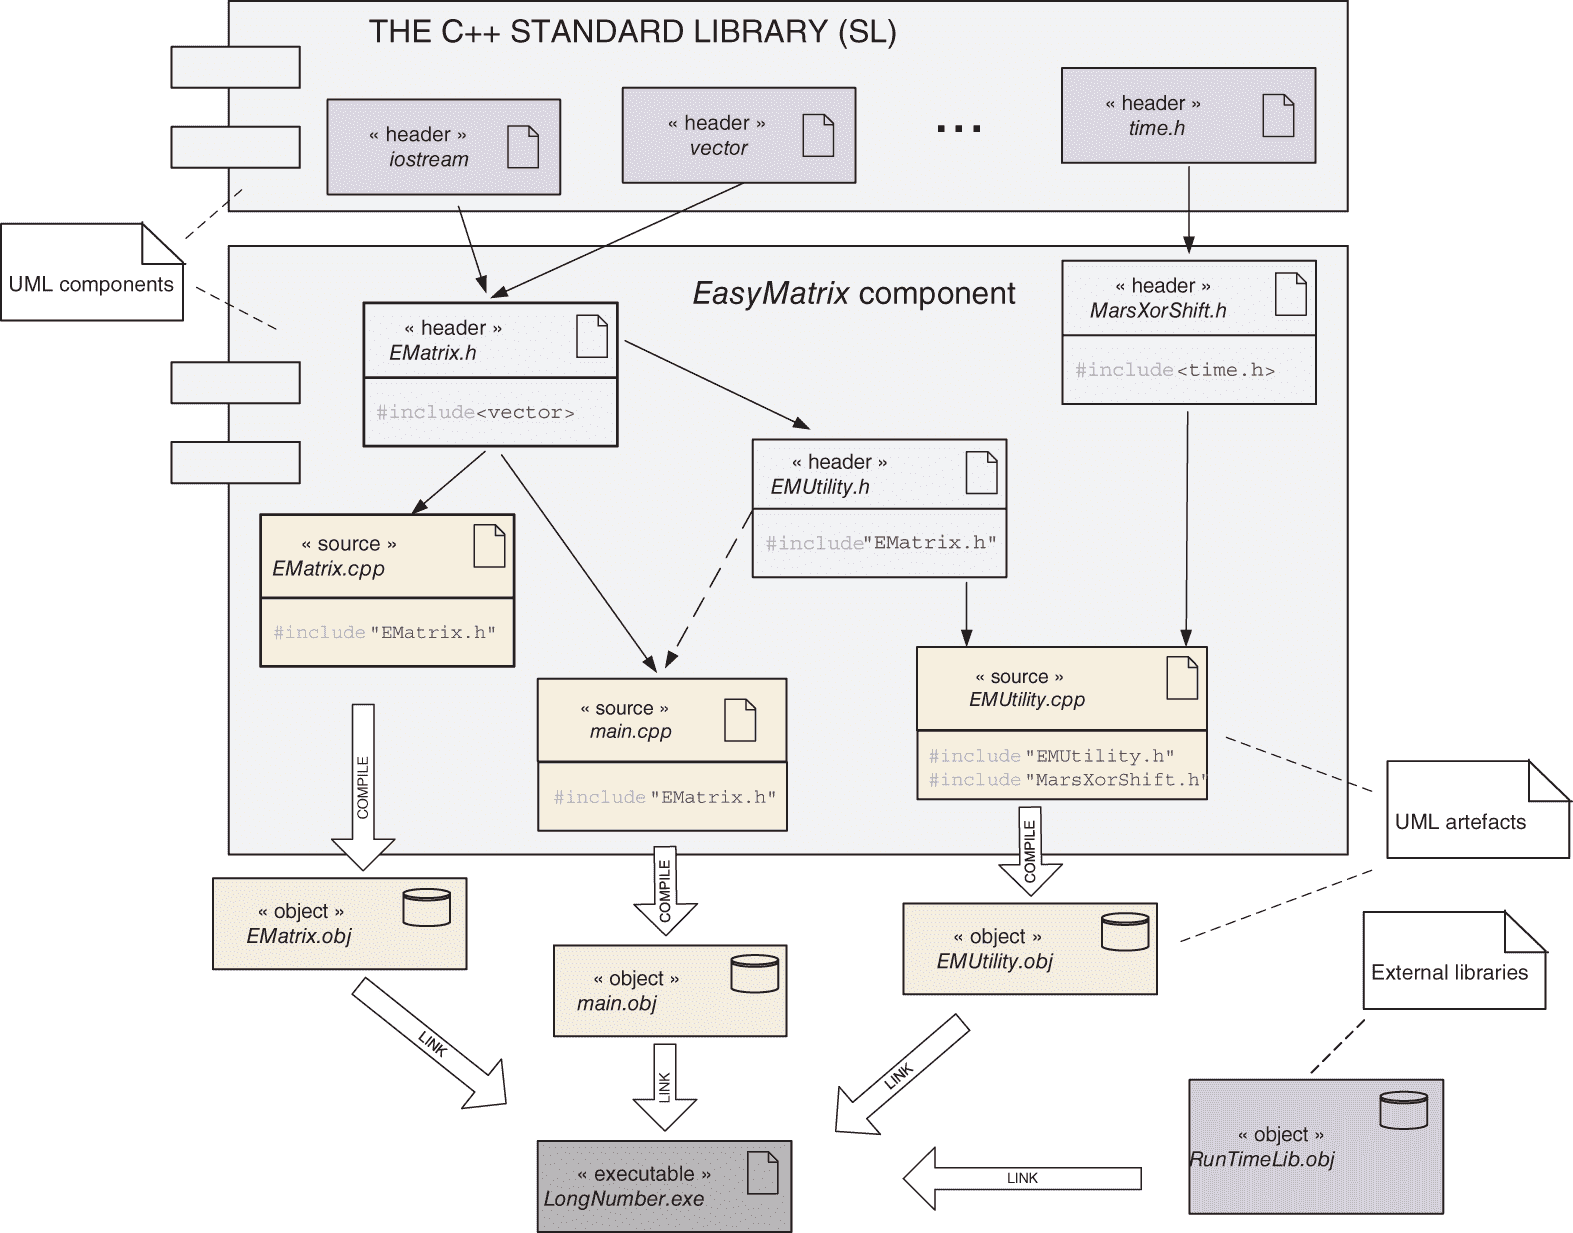 THE C++ STANDARD LIBRARY (SL)
« header »
iostream
« header »
vector
...
« header »
time.h
UML components
EasyMatrix component
« header »
EMatrix.h
#include<vector>
« header »
MarsXorShift.h
#include<time.h>
« header »
EMUtility.h
#include"EMatrix.h"
« source »
EMatrix.cpp
#include"EMatrix.h"
« source »
main.cpp
#include"EMatrix.h"
« source »
EMUtility.cpp
#include"EMUtility.h"
#include"MarsXorShift.h"
UML artefacts
COMPILE
COMPILE
COMPILE
« object »
EMatrix.obj
« object »
main.obj
« object »
EMUtility.obj
External libraries
LINK
LINK
LINK
« object »
RunTimeLib.obj
LINK
« executable »
LongNumber.exe